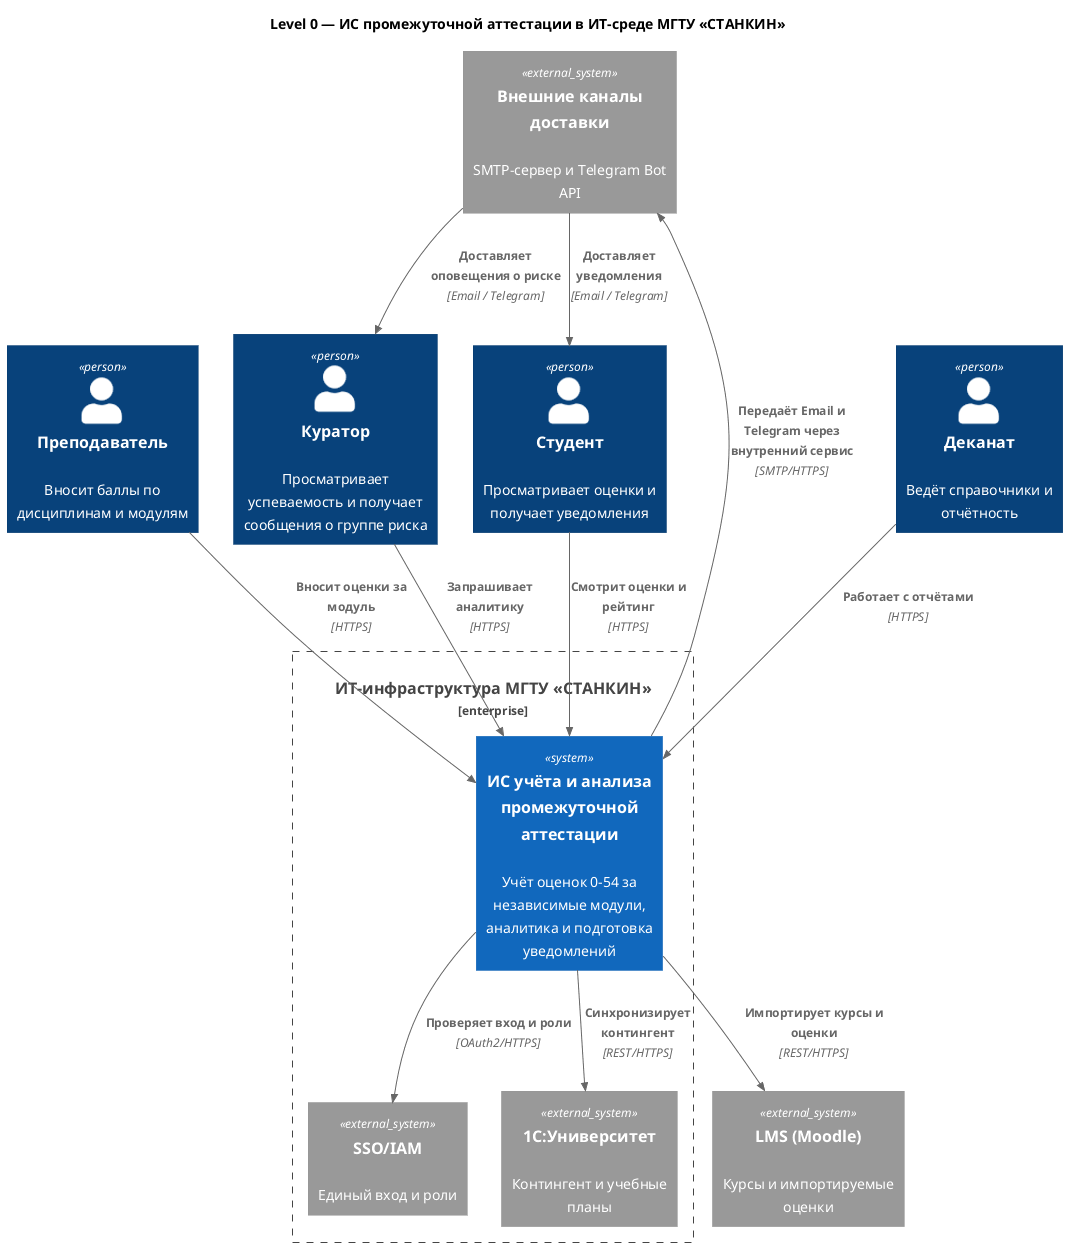 Level 0 — ИС промежуточной аттестации в ИТ-среде МГТУ «СТАНКИН»
«external_system»
Внешние каналы
доставки
SMTP-сервер и Telegram Bot
API
Доставляет
оповещения о риске
[Email / Telegram]
Доставляет
уведомления
[Email / Telegram]
«person»
Преподаватель
Вносит баллы по
дисциплинам и модулям
«person»
Куратор
Просматривает
успеваемость и получает
сообщения о группе риска
«person»
Студент
Просматривает оценки и
получает уведомления
Передаёт Email и
Telegram через
внутренний сервис
[SMTP/HTTPS]
«person»
Деканат
Ведёт справочники и
отчётность
Вносит оценки за
модуль
[HTTPS]
Запрашивает
аналитику
[HTTPS]
Смотрит оценки и
рейтинг
[HTTPS]
Работает с отчётами
[HTTPS]
ИТ-инфраструктура МГТУ «СТАНКИН»
[enterprise]
«system»
ИС учёта и анализа
промежуточной
аттестации
Учёт оценок 0-54 за
независимые модули,
аналитика и подготовка
уведомлений
Проверяет вход и роли
[OAuth2/HTTPS]
Синхронизирует
контингент
[REST/HTTPS]
Импортирует курсы и
оценки
[REST/HTTPS]
«external_system»
SSO/IAM
Единый вход и роли
«external_system»
1С:Университет
Контингент и учебные
планы
«external_system»
LMS (Moodle)
Курсы и импортируемые
оценки